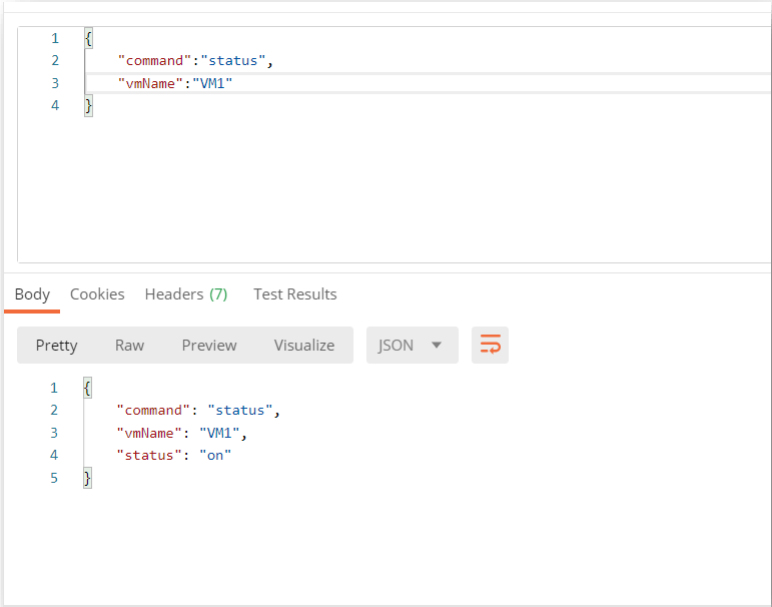 1 {
2 "command":"status",
3 "vmName":"VM1"
4 }
Body Cookies Headers (7) Test Results
Pretty Raw Preview Visualize JSON
1 {
2 "command": "status",
3 "vmName": "VM1",
4 "status": "on"
5 }